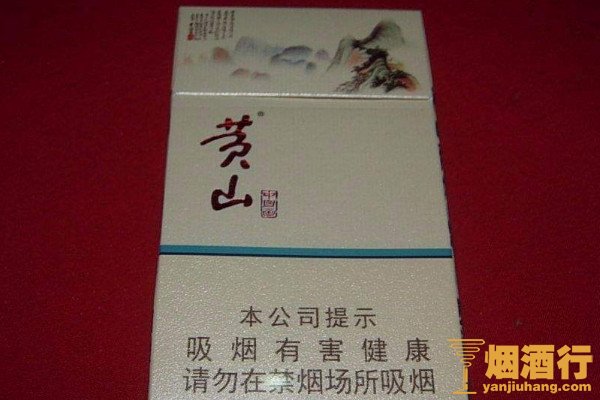 黄山®
本公司提示
吸烟有害健康
请勿在禁烟场所吸烟
烟酒行
yanjiuhang.com